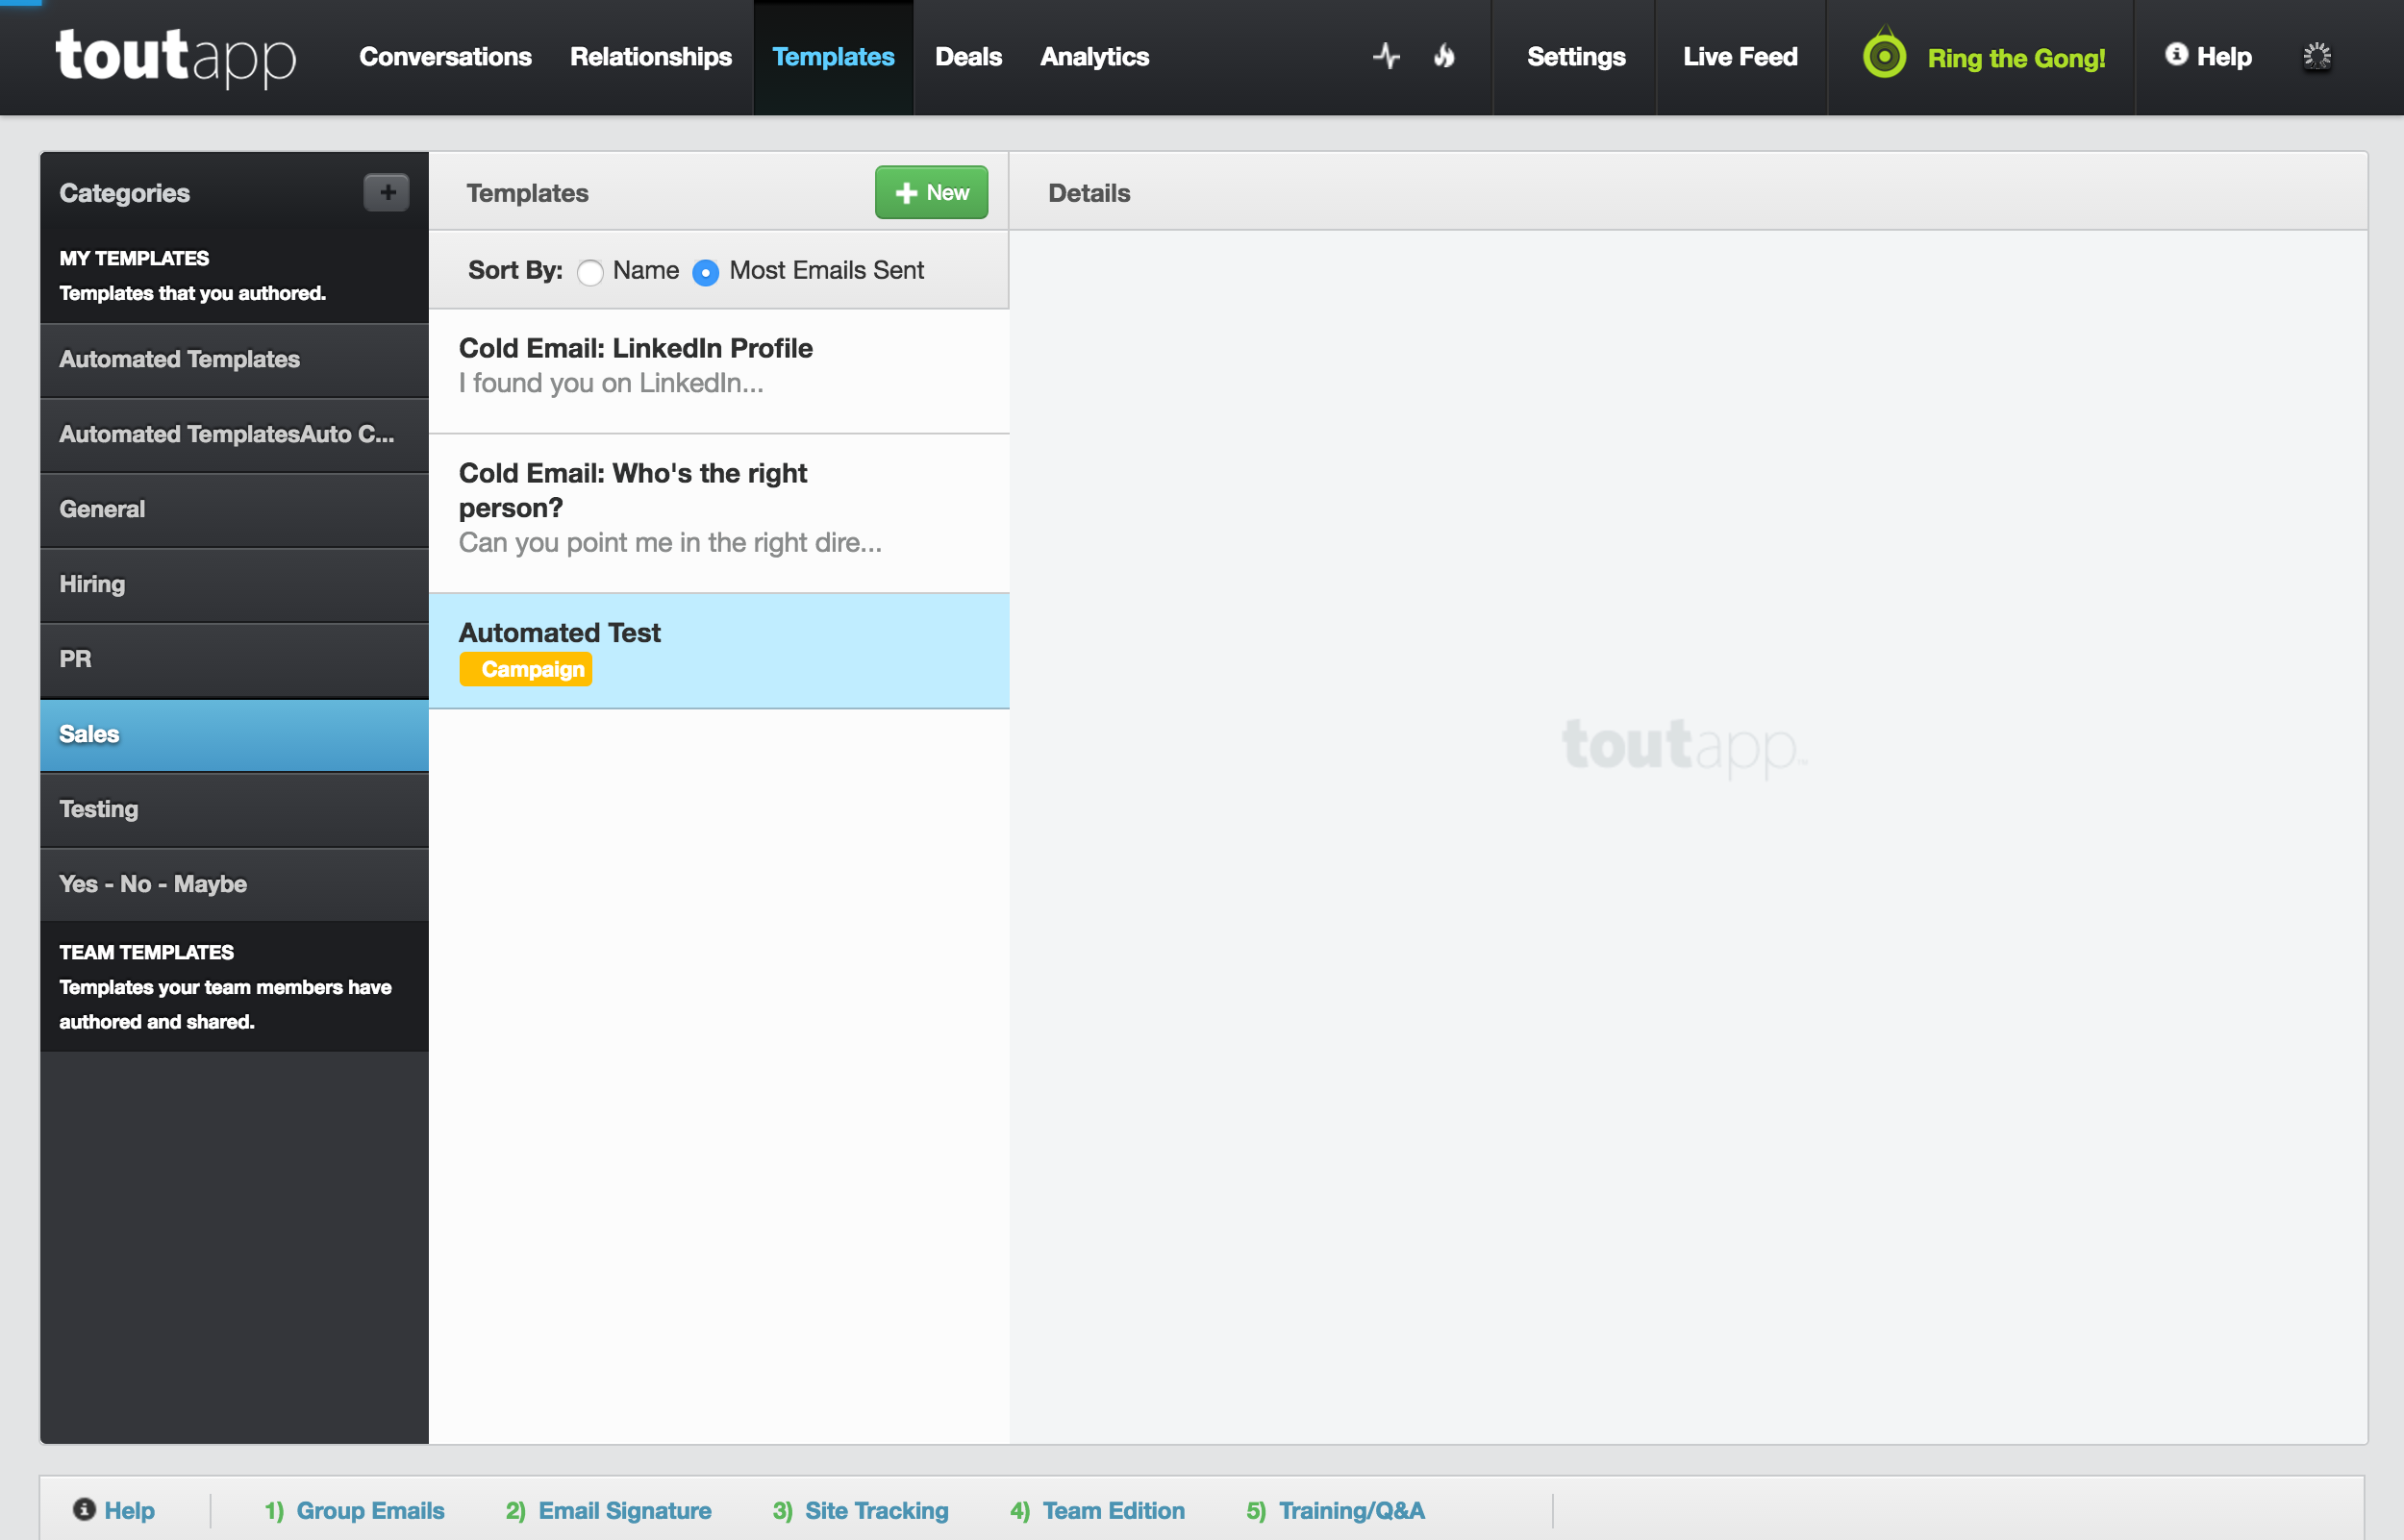 toutapp
Conversations Relationships Templates Deals Analytics Settings Live Feed Ring the Gong! Help
Categories
MY TEMPLATES
Templates that you authored.
Automated Templates
Automated TemplatesAuto C...
General
Hiring
PR
Sales
Testing
Yes - No - Maybe
TEAM TEMPLATES
Templates your team members have
authored and shared.
Templates
New
Sort By: Name Most Emails Sent
Cold Email: LinkedIn Profile
I found you on LinkedIn...
Cold Email: Who's the right
person?
Can you point me in the right dire...
Automated Test
Campaign
Details
toutapp™
Help 1) Group Emails 2) Email Signature 3) Site Tracking 4) Team Edition 5) Training/Q&A